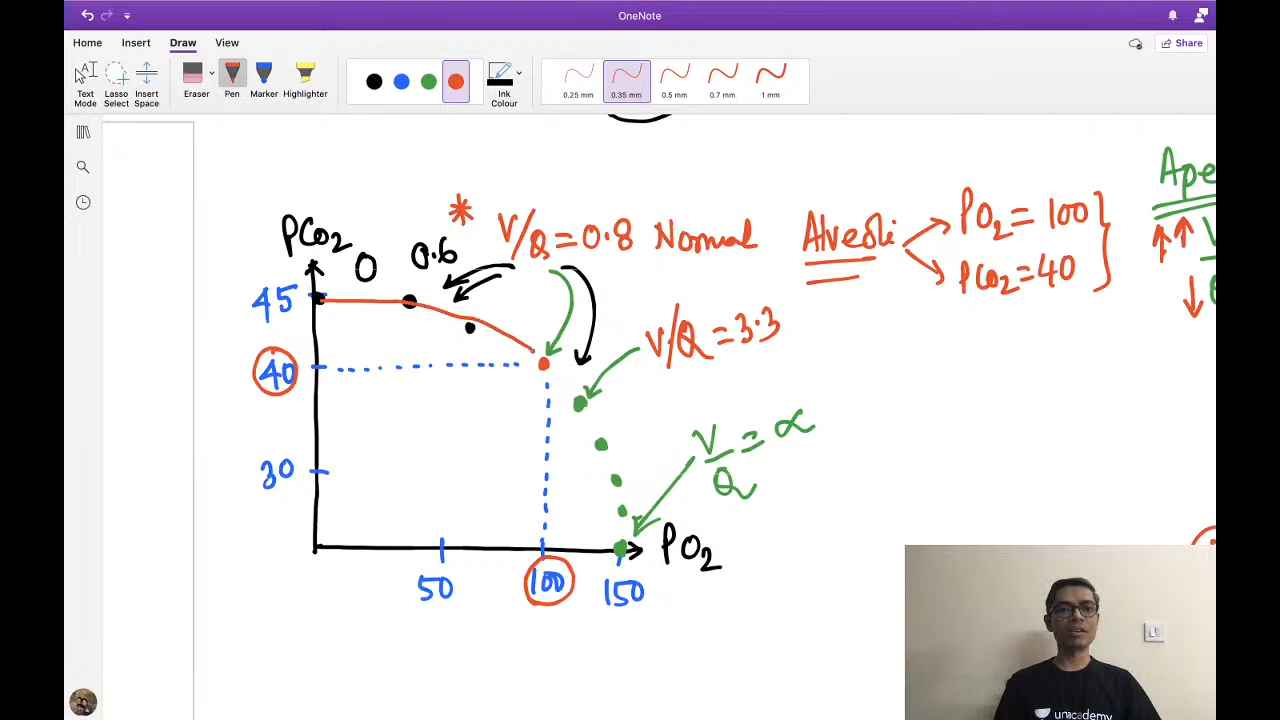 OneNote
Home Insert Draw View
Share
Text Mode
Lasso Select
Insert Space
Eraser
Pen
Marker
Highlighter
Ink Colour
0.25 mm
0.35 mm
0.5 mm
0.7 mm
1 mm
Ape
PCO2
0
0.6
* V/Q = 0.8 Normal
Alveoli
PO2 = 100
PCO2 = 40
V/Q = 3.3
V/Q = ∝
45
40
30
PO2
50
100
150
unacademy